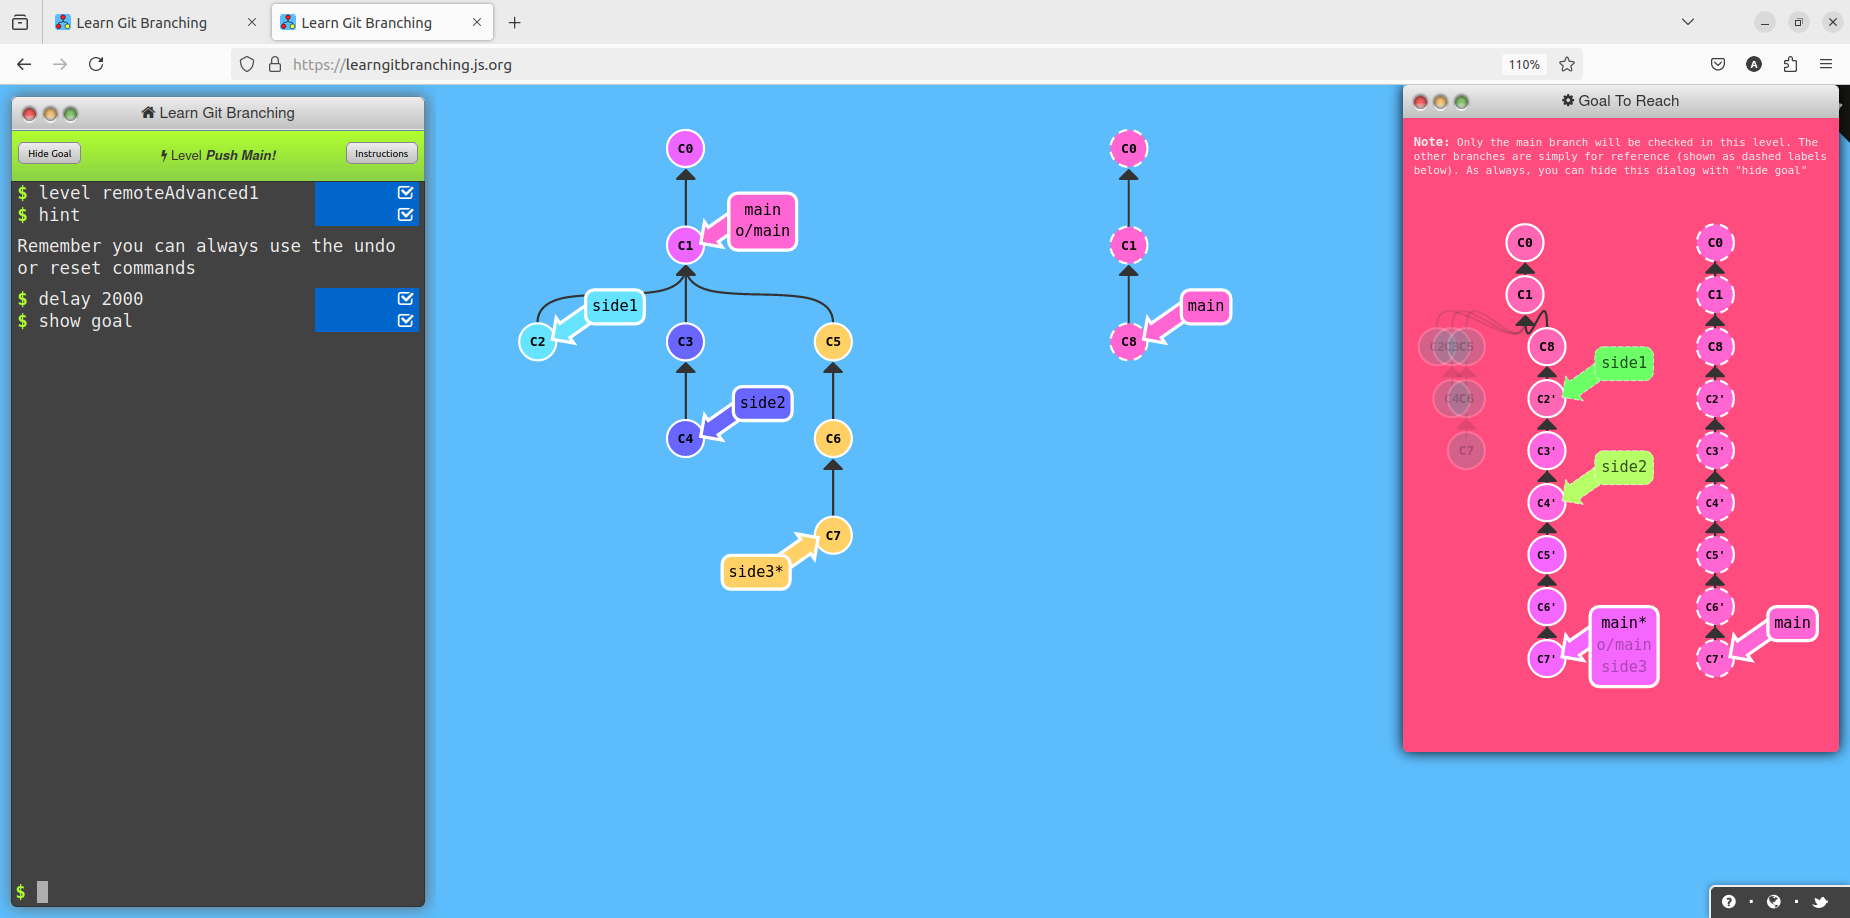 Learn Git Branching
Learn Git Branching
https://learngitbranching.js.org
110%
A
Learn Git Branching
Hide Goal
Level Push Main!
Instructions
$ level remoteAdvanced1
$ hint
Remember you can always use the undo
or reset commands
$ delay 2000
$ show goal
$
C0
main
o/main
C1
side1
C2
C3
C5
side2
C4
C6
C7
side3*
C0
C1
main
C8
Goal To Reach
Note: Only the main branch will be checked in this level. The
other branches are simply for reference (shown as dashed labels
below). As always, you can hide this dialog with "hide goal"
C0
C1
C2
C3
C5
C8
side1
C4
C6
C2'
C7
C3'
side2
C4'
C5'
C6'
main*
o/main
side3
C7'
C0
C1
C8
C2'
C3'
C4'
C5'
C6'
main
C7'